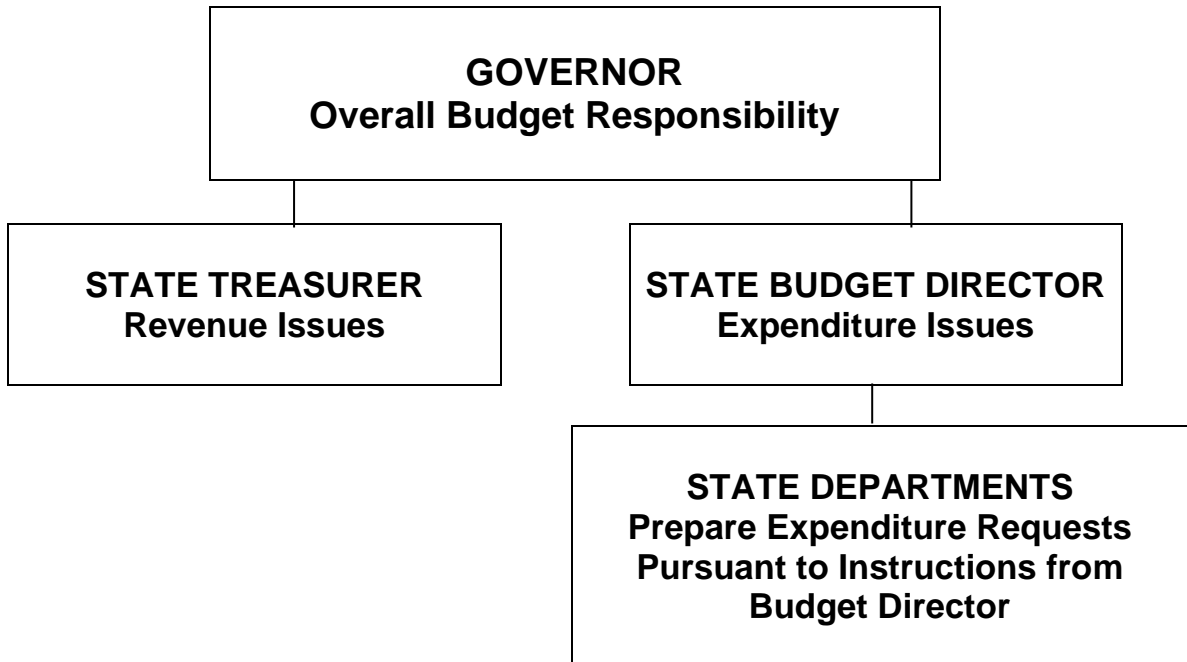 GOVERNOR
Overall Budget Responsibility
STATE TREASURER
Revenue Issues
STATE BUDGET DIRECTOR
Expenditure Issues
STATE DEPARTMENTS
Prepare Expenditure Requests
Pursuant to Instructions from
Budget Director